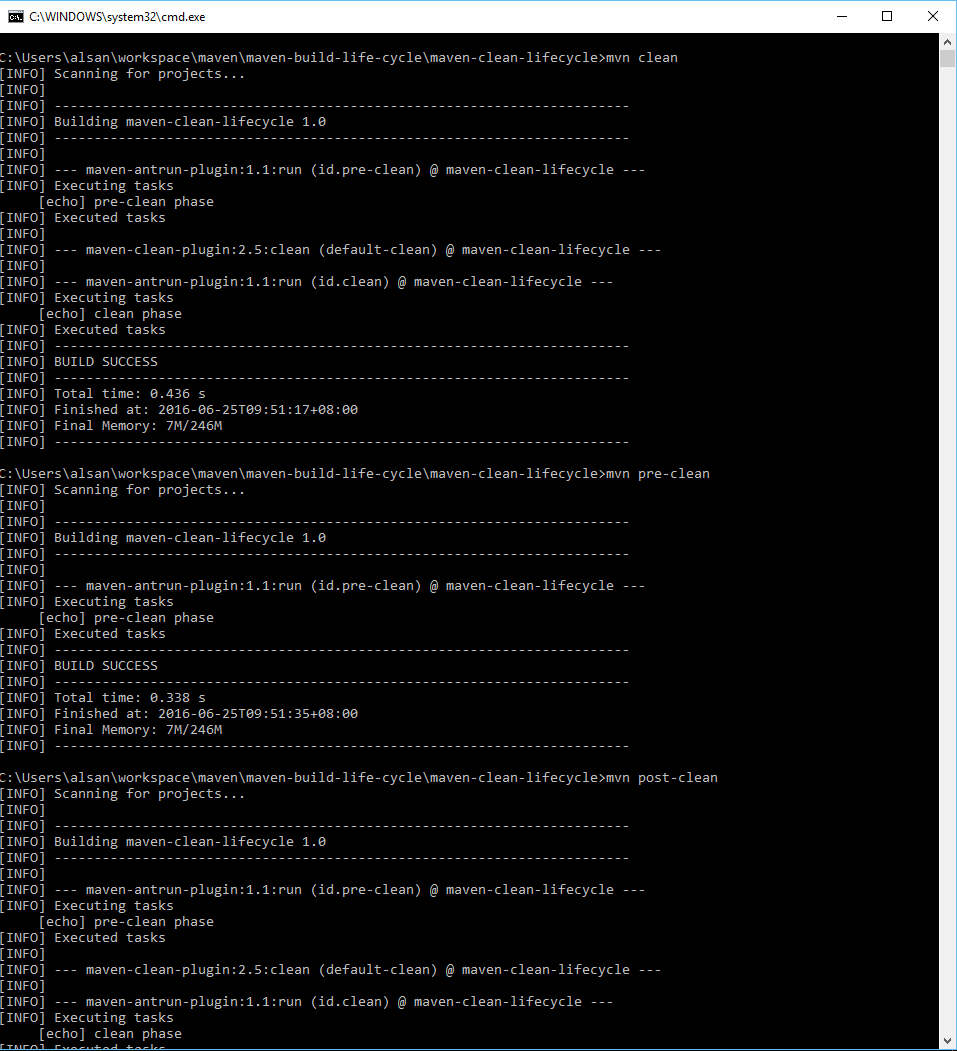 C:\WINDOWS\system32\cmd.exe
C:\Users\alsan\workspace\maven\maven-build-life-cycle\maven-clean-lifecycle>mvn clean
[INFO] Scanning for projects...
[INFO]
[INFO] ------------------------------------------------------------------------
[INFO] Building maven-clean-lifecycle 1.0
[INFO] ------------------------------------------------------------------------
[INFO]
[INFO] --- maven-antrun-plugin:1.1:run (id.pre-clean) @ maven-clean-lifecycle ---
[INFO] Executing tasks
[echo] pre-clean phase
[INFO] Executed tasks
[INFO]
[INFO] --- maven-clean-plugin:2.5:clean (default-clean) @ maven-clean-lifecycle ---
[INFO]
[INFO] --- maven-antrun-plugin:1.1:run (id.clean) @ maven-clean-lifecycle ---
[INFO] Executing tasks
[echo] clean phase
[INFO] Executed tasks
[INFO] ------------------------------------------------------------------------
[INFO] BUILD SUCCESS
[INFO] ------------------------------------------------------------------------
[INFO] Total time: 0.436 s
[INFO] Finished at: 2016-06-25T09:51:17+08:00
[INFO] Final Memory: 7M/246M
[INFO] ------------------------------------------------------------------------
C:\Users\alsan\workspace\maven\maven-build-life-cycle\maven-clean-lifecycle>mvn pre-clean
[INFO] Scanning for projects...
[INFO]
[INFO] ------------------------------------------------------------------------
[INFO] Building maven-clean-lifecycle 1.0
[INFO] ------------------------------------------------------------------------
[INFO]
[INFO] --- maven-antrun-plugin:1.1:run (id.pre-clean) @ maven-clean-lifecycle ---
[INFO] Executing tasks
[echo] pre-clean phase
[INFO] Executed tasks
[INFO] ------------------------------------------------------------------------
[INFO] BUILD SUCCESS
[INFO] ------------------------------------------------------------------------
[INFO] Total time: 0.338 s
[INFO] Finished at: 2016-06-25T09:51:35+08:00
[INFO] Final Memory: 7M/246M
[INFO] ------------------------------------------------------------------------
C:\Users\alsan\workspace\maven\maven-build-life-cycle\maven-clean-lifecycle>mvn post-clean
[INFO] Scanning for projects...
[INFO]
[INFO] ------------------------------------------------------------------------
[INFO] Building maven-clean-lifecycle 1.0
[INFO] ------------------------------------------------------------------------
[INFO]
[INFO] --- maven-antrun-plugin:1.1:run (id.pre-clean) @ maven-clean-lifecycle ---
[INFO] Executing tasks
[echo] pre-clean phase
[INFO] Executed tasks
[INFO]
[INFO] --- maven-clean-plugin:2.5:clean (default-clean) @ maven-clean-lifecycle ---
[INFO]
[INFO] --- maven-antrun-plugin:1.1:run (id.clean) @ maven-clean-lifecycle ---
[INFO] Executing tasks
[echo] clean phase
[INFO] Executed tasks